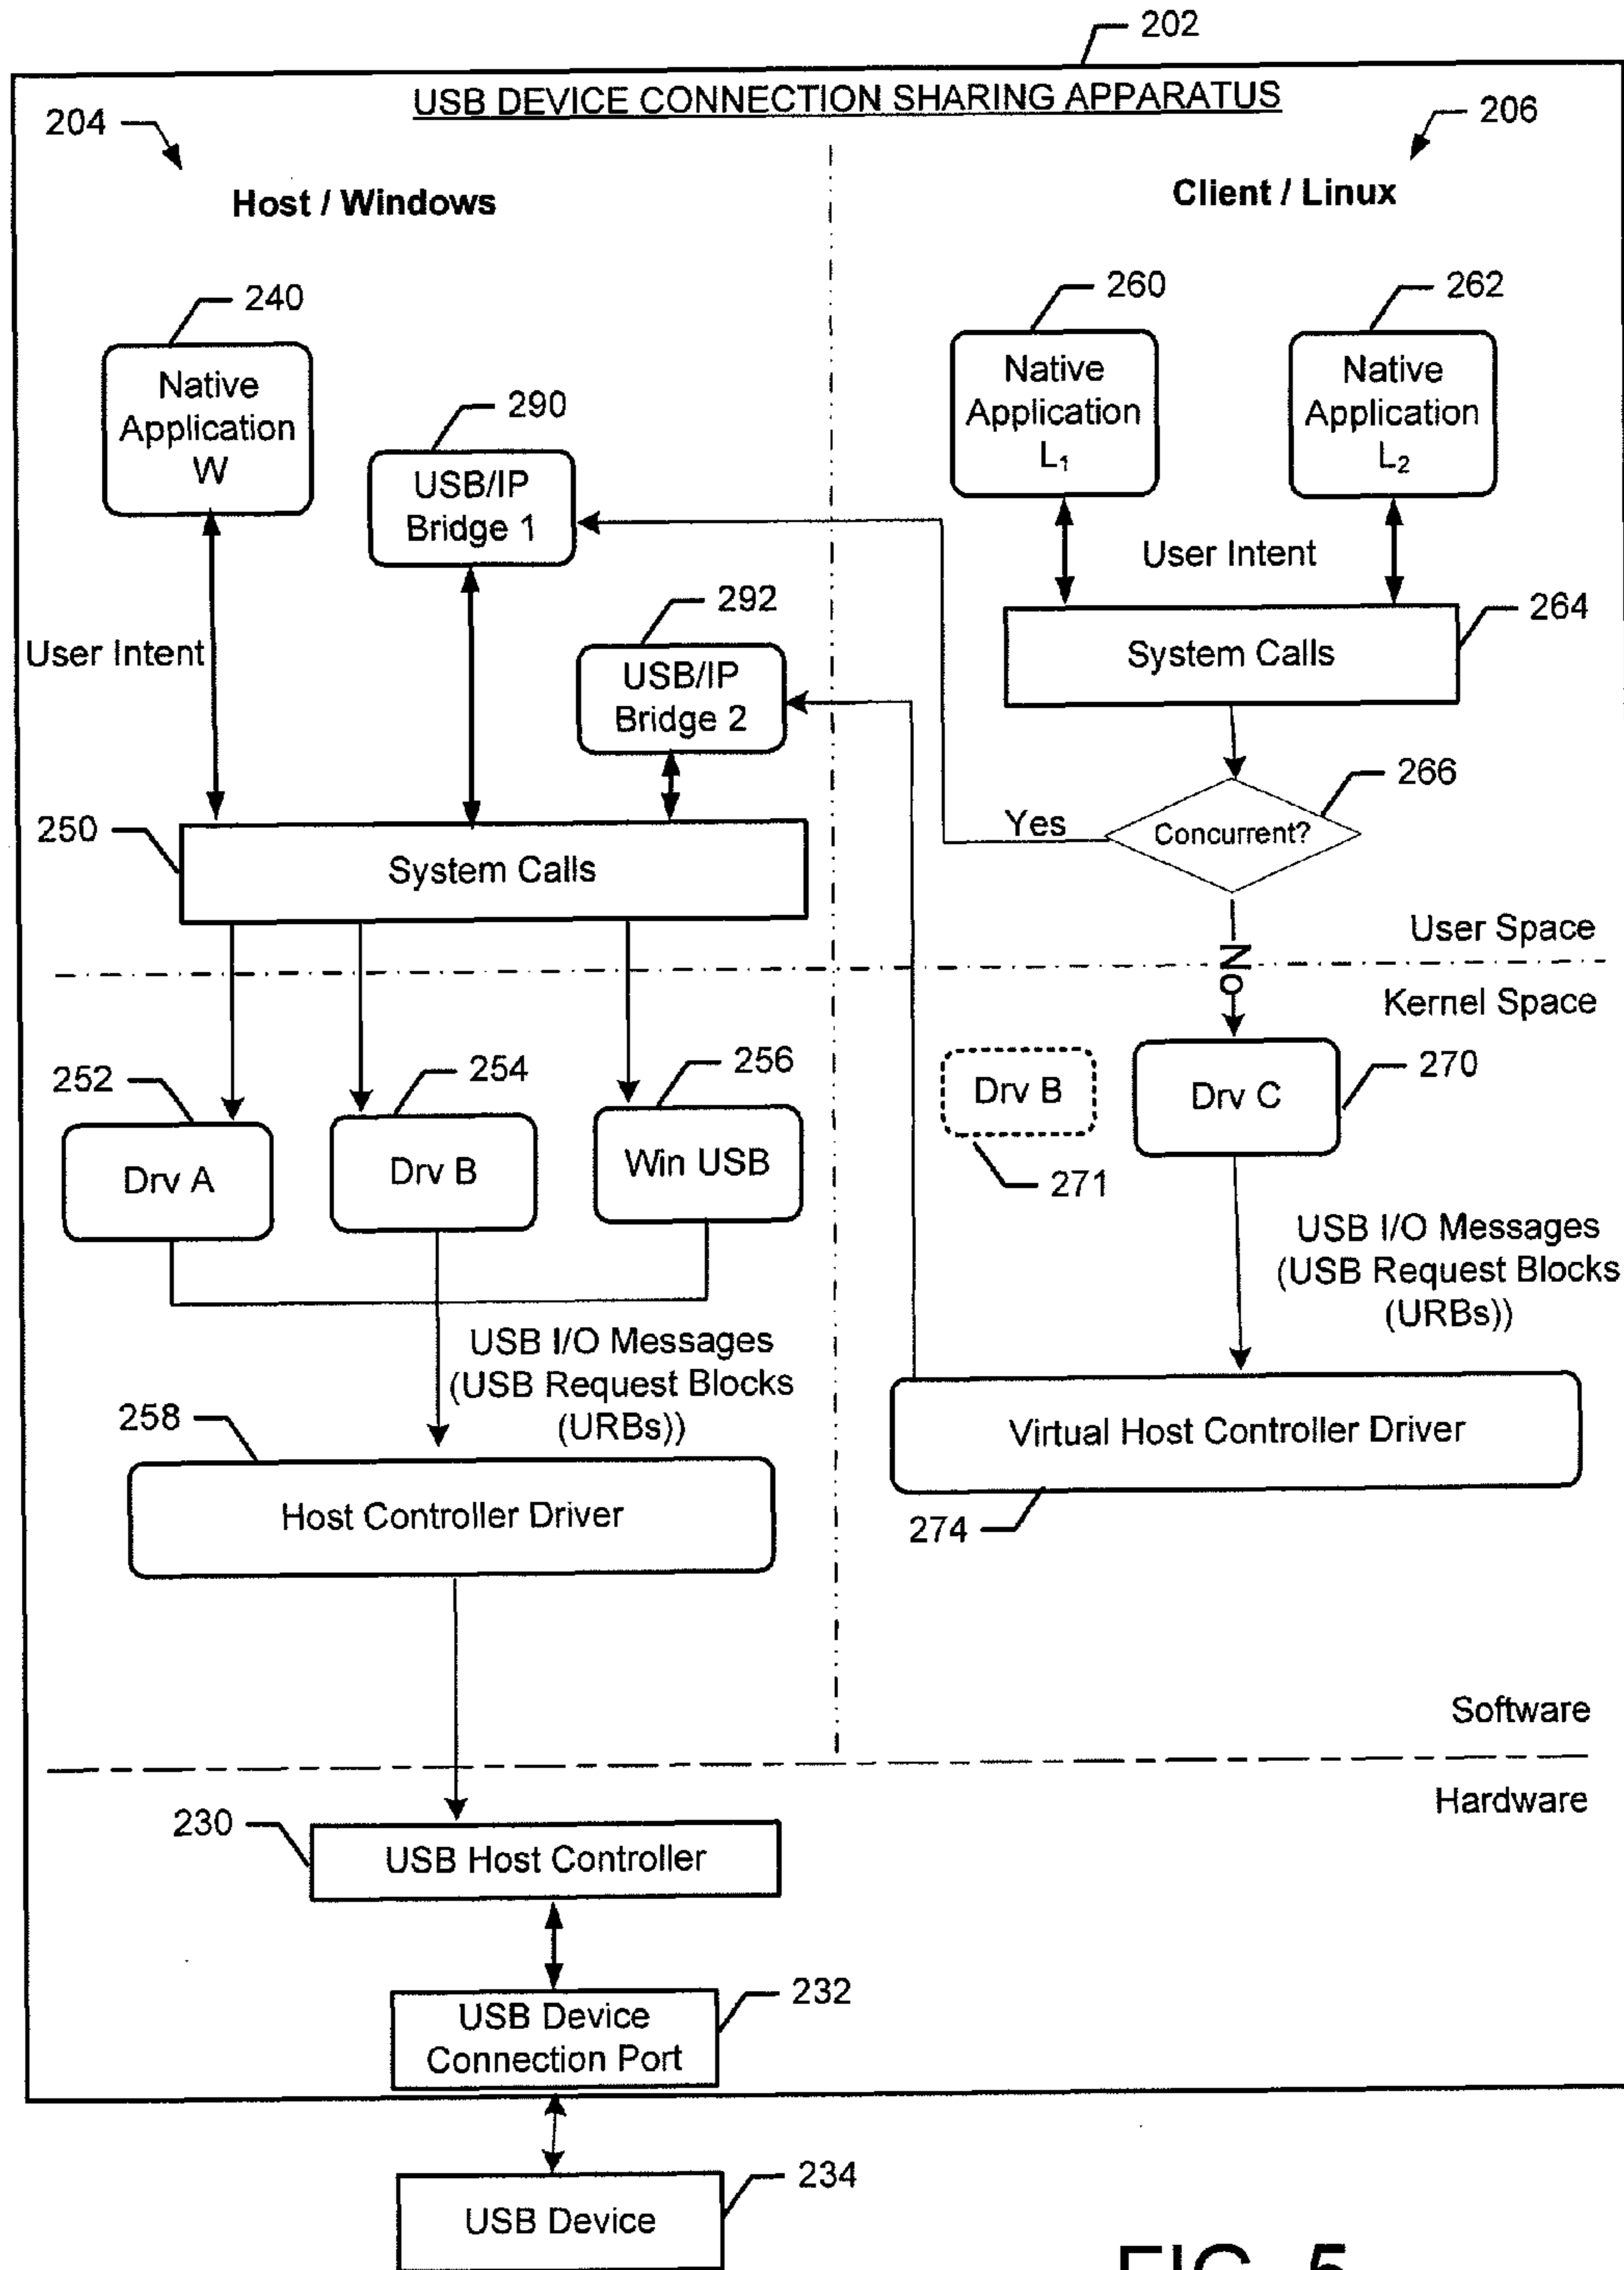 202
USB DEVICE CONNECTION SHARING APPARATUS
204
206
Host / Windows
Client / Linux
240
260
262
Native
Application
W
290
Native
Application
L₁
Native
Application
L₂
USB/IP
Bridge 1
User Intent
292
264
User Intent
USB/IP
Bridge 2
System Calls
266
250
Yes
Concurrent?
System Calls
User Space
No
Kernel Space
252
254
256
270
Drv A
Drv B
Win USB
Drv B
Drv C
271
USB I/O Messages
(USB Request Blocks
(URBs))
USB I/O Messages
(USB Request Blocks
(URBs))
258
Virtual Host Controller Driver
Host Controller Driver
274
Software
Hardware
230
USB Host Controller
232
USB Device
Connection Port
234
USB Device
FIG. 5